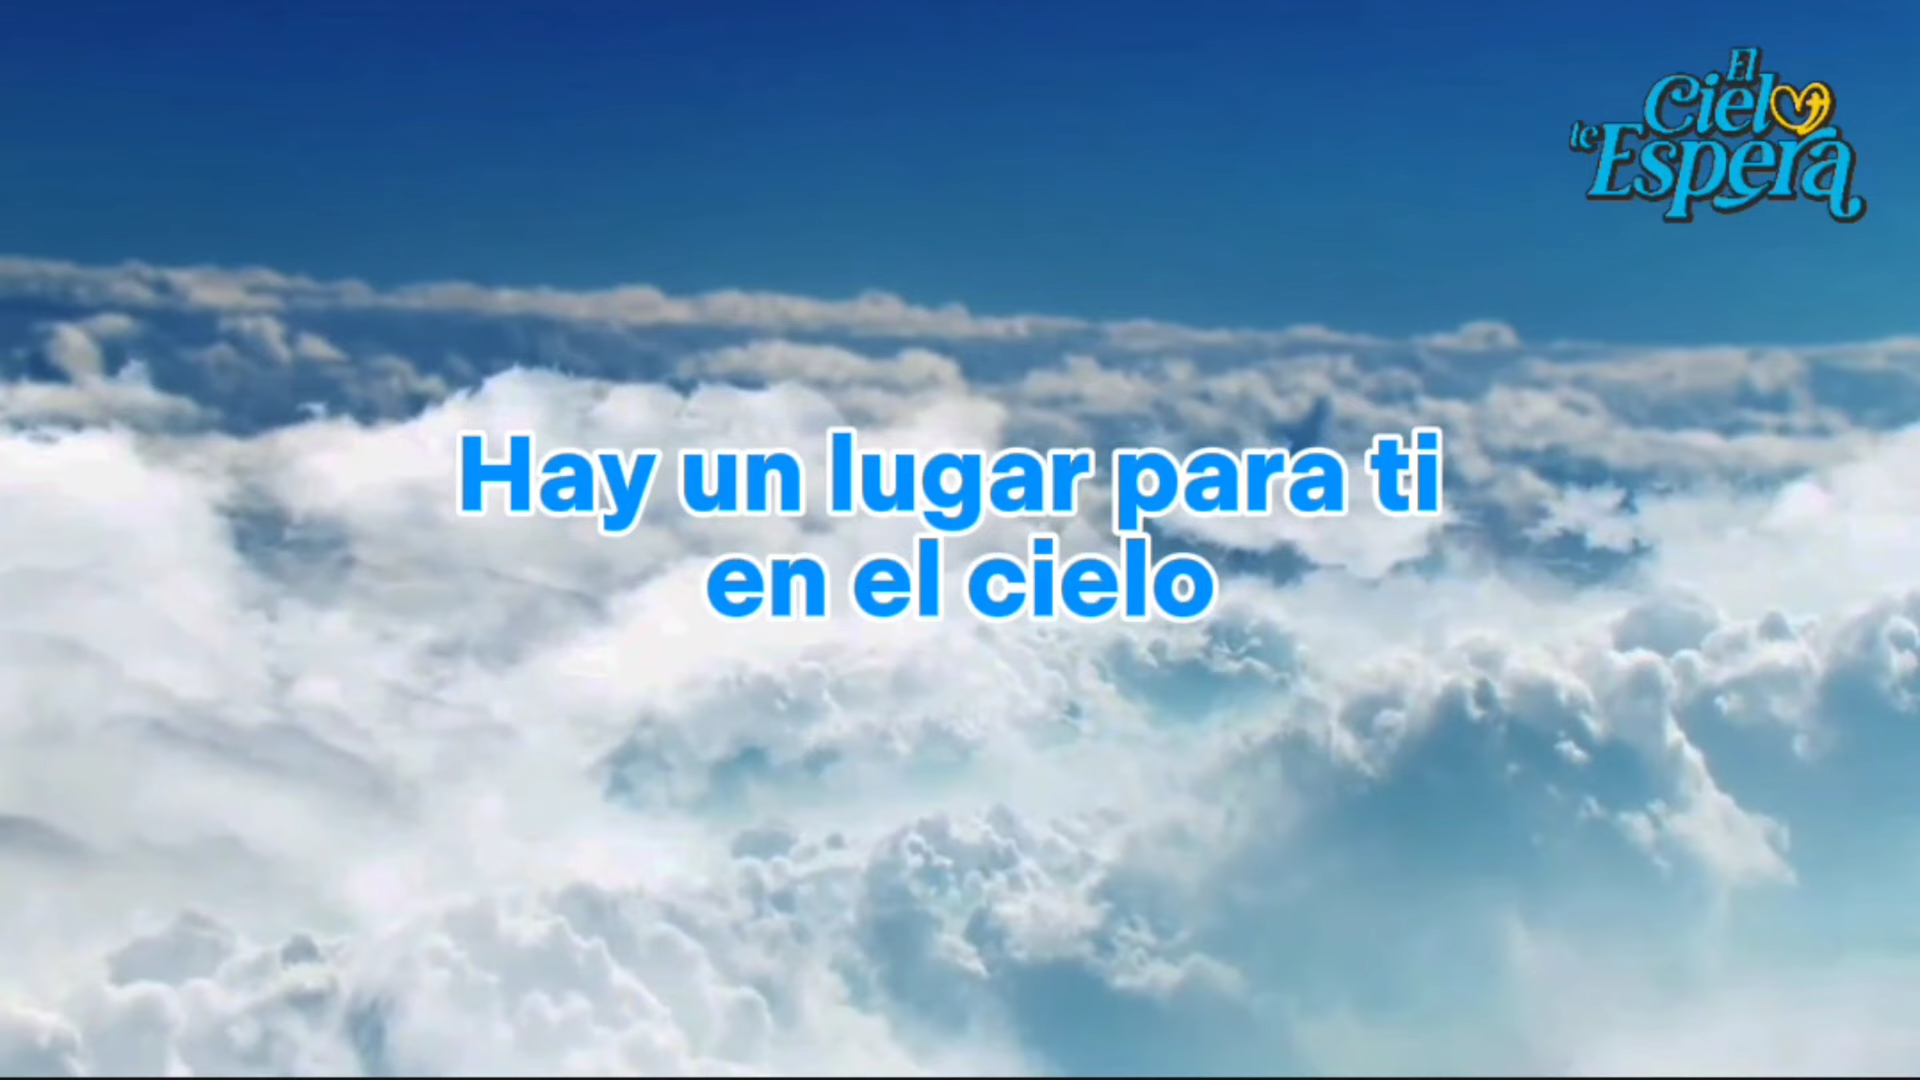 El
Cielo
te Espera
Hay un lugar para ti
en el cielo